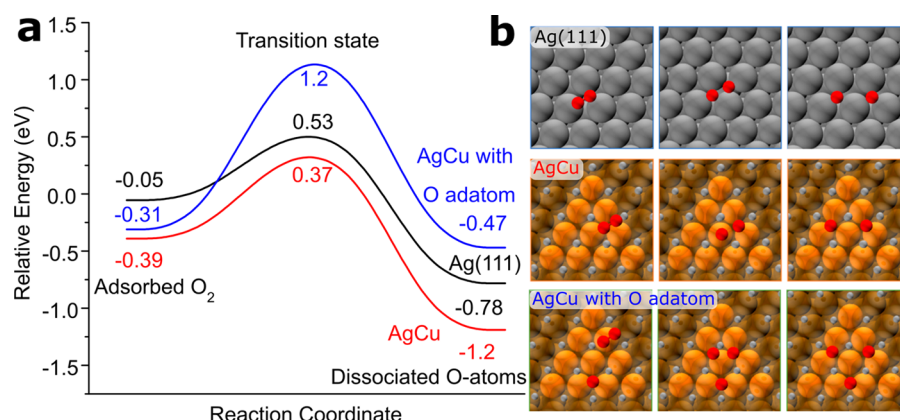 a
Relative Energy (eV)
1.5
1.0
0.5
0.0
-0.5
-1.0
-1.5
Transition state
1.2
0.53
0.37
-0.05
-0.31
-0.39
Adsorbed O2
AgCu with
O adatom
-0.47
Ag(111)
-0.78
AgCu
-1.2
Dissociated O-atoms
Reaction Coordinate
b
Ag(111)
AgCu
AgCu with O adatom